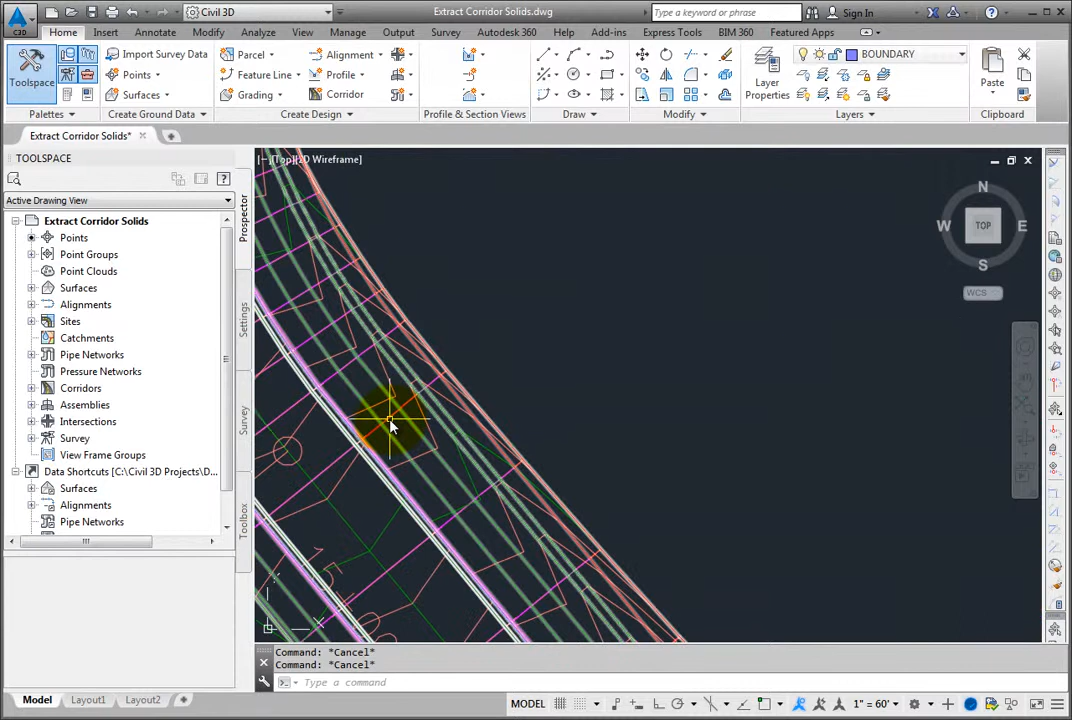 C3D
Civil 3D
Extract Corridor Solids.dwg
Type a keyword or phrase
Sign In
Home Insert Annotate Modify Analyze View Manage Output Survey Autodesk 360 Help Add-ins Express Tools BIM 360 Featured Apps
Toolspace
Import Survey Data
Points
Surfaces
Parcel
Feature Line
Grading
Alignment
Profile
Corridor
Layer
Properties
BOUNDARY
Paste
Palettes Create Ground Data Create Design Profile & Section Views Draw Modify Layers Clipboard
Extract Corridor Solids*
TOOLSPACE
Active Drawing View
Extract Corridor Solids
Points
Point Groups
Point Clouds
Surfaces
Alignments
Sites
Catchments
Pipe Networks
Pressure Networks
Corridors
Assemblies
Intersections
Survey
View Frame Groups
Data Shortcuts [C:\Civil 3D Projects\D...
Surfaces
Alignments
Pipe Networks
Prospector
Settings
Survey
Toolbox
[−][Top][2D Wireframe]
N
W
TOP
E
S
WCS
Command: *Cancel*
Command: *Cancel*
Type a command
Model Layout1 Layout2
MODEL
1" = 60'